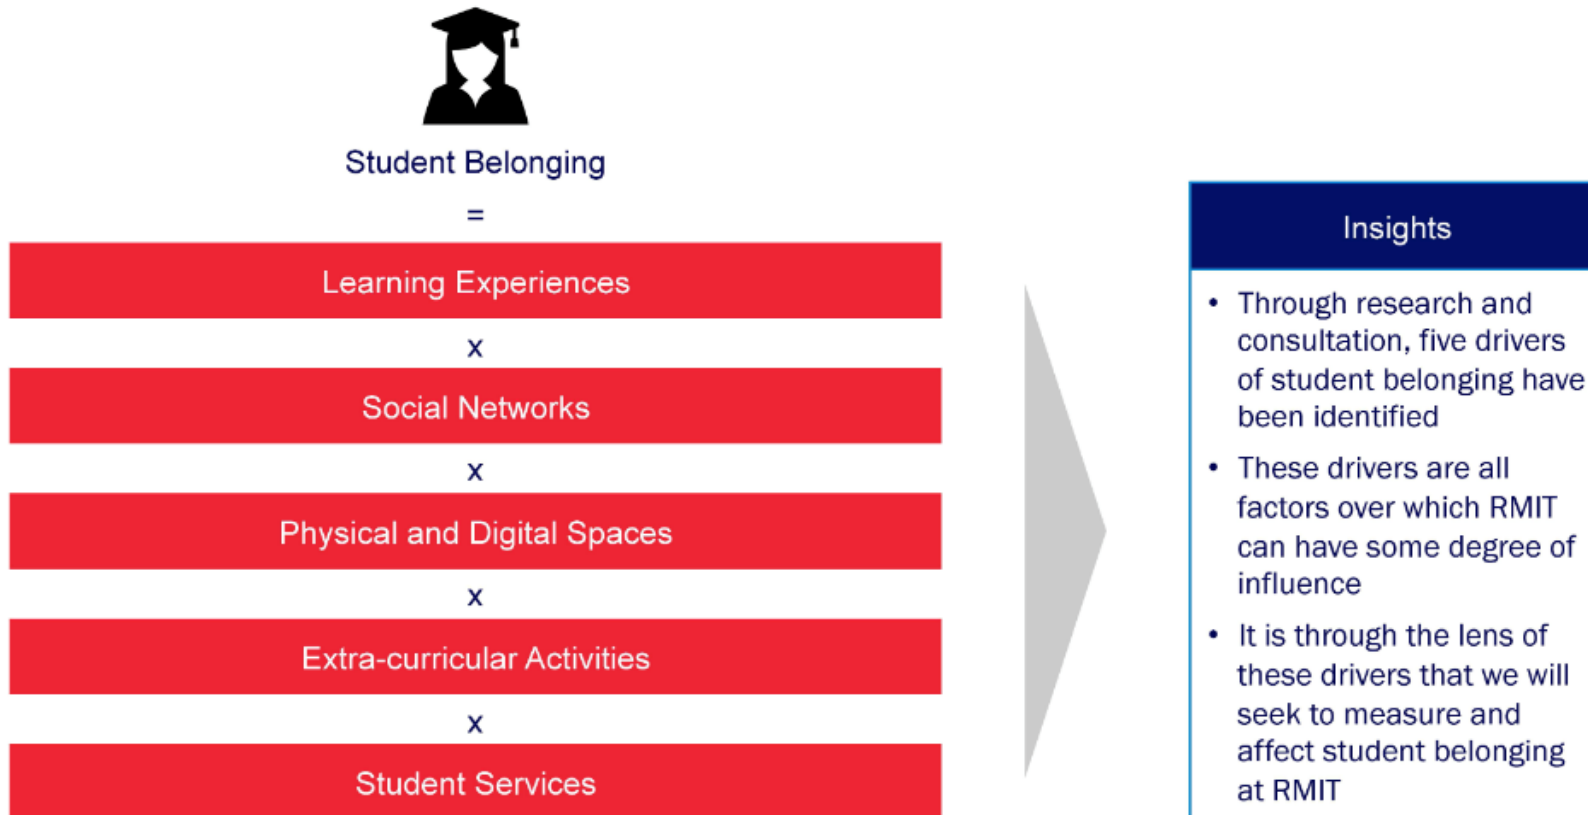 Student Belonging
=
Learning Experiences
x
Social Networks
x
Physical and Digital Spaces
x
Extra-curricular Activities
x
Student Services
Insights
• Through research and
consultation, five drivers
of student belonging have
been identified
• These drivers are all
factors over which RMIT
can have some degree of
influence
• It is through the lens of
these drivers that we will
seek to measure and
affect student belonging
at RMIT